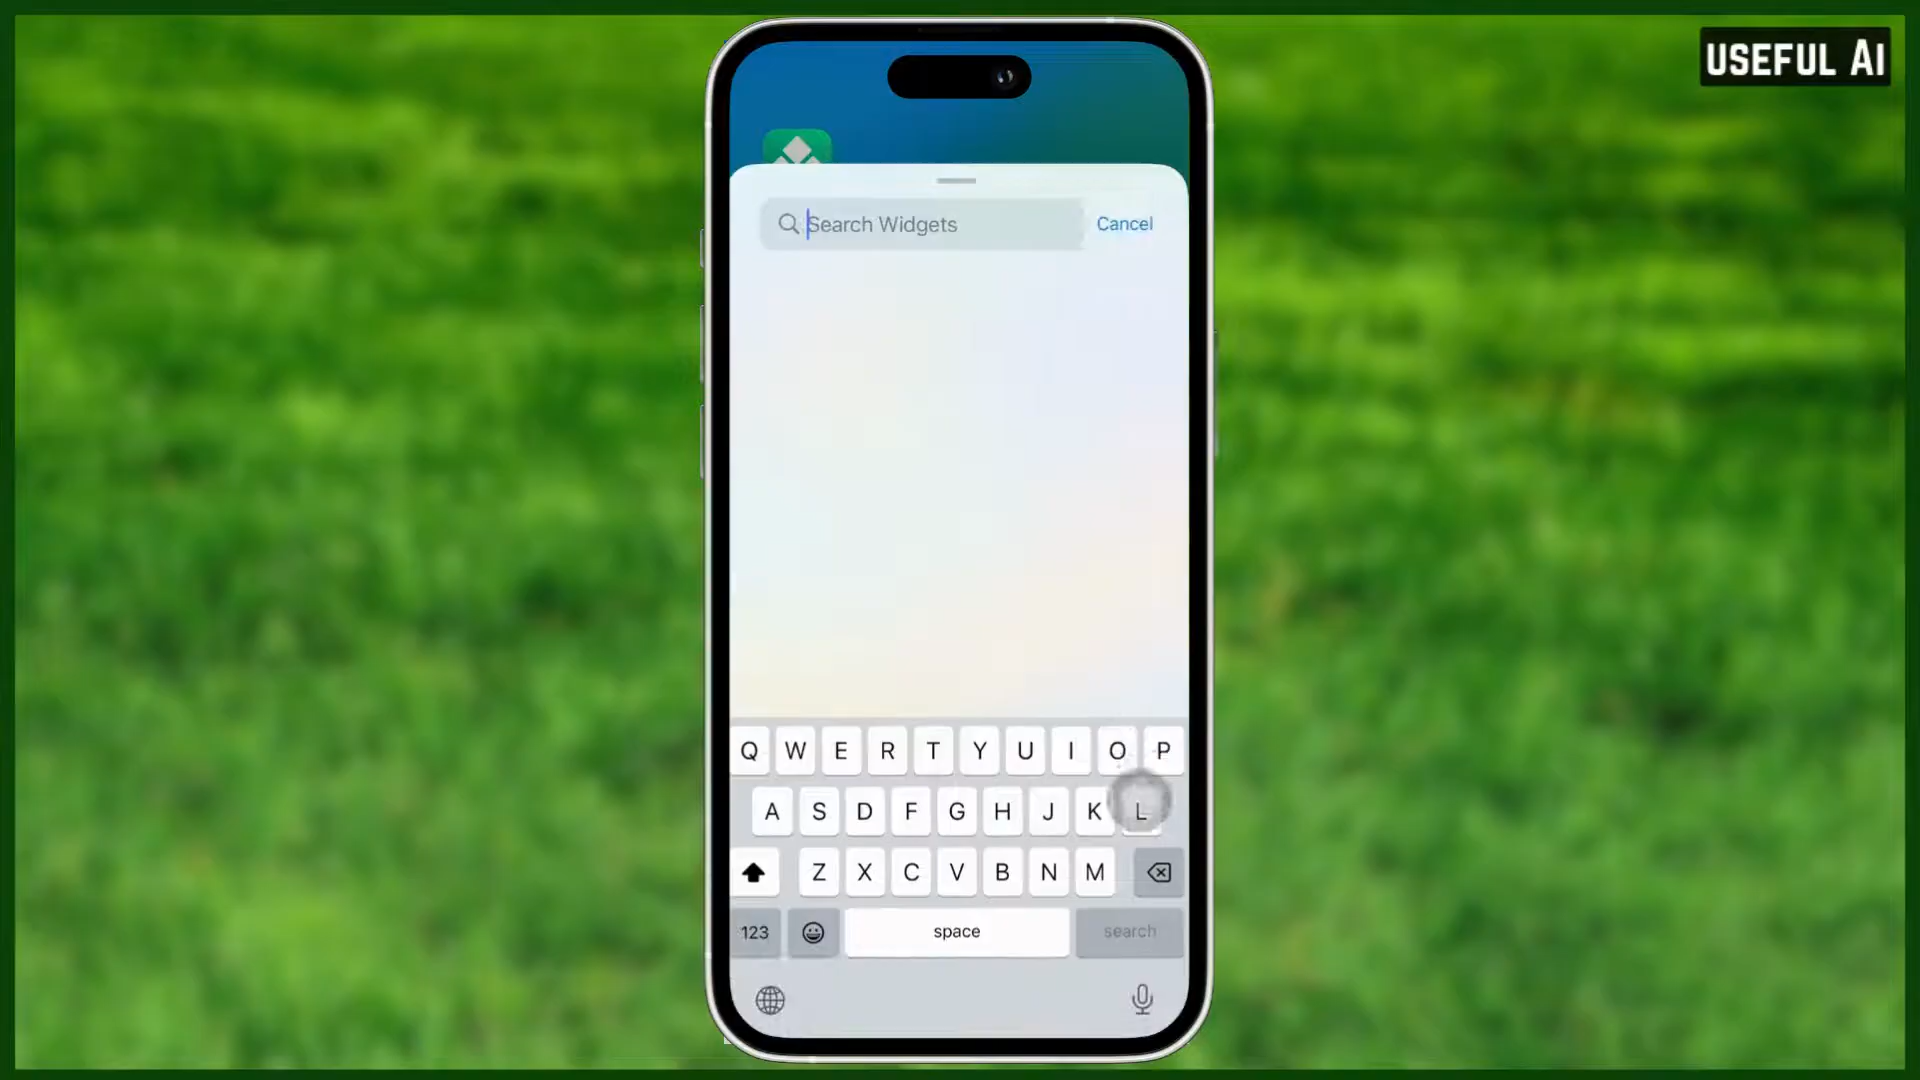 USEFUL Ai
Search Widgets
Cancel
Q W E R T Y U I O P
A S D F G H J K L
Z X C V B N M
123
space
search